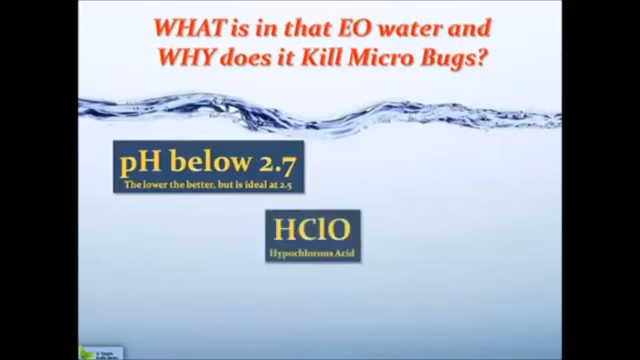 WHAT is in that EO water and
WHY does it Kill Micro Bugs?
pH below 2.7
The lower the better, but is ideal at 2.5
HClO
Hypochlorous Acid